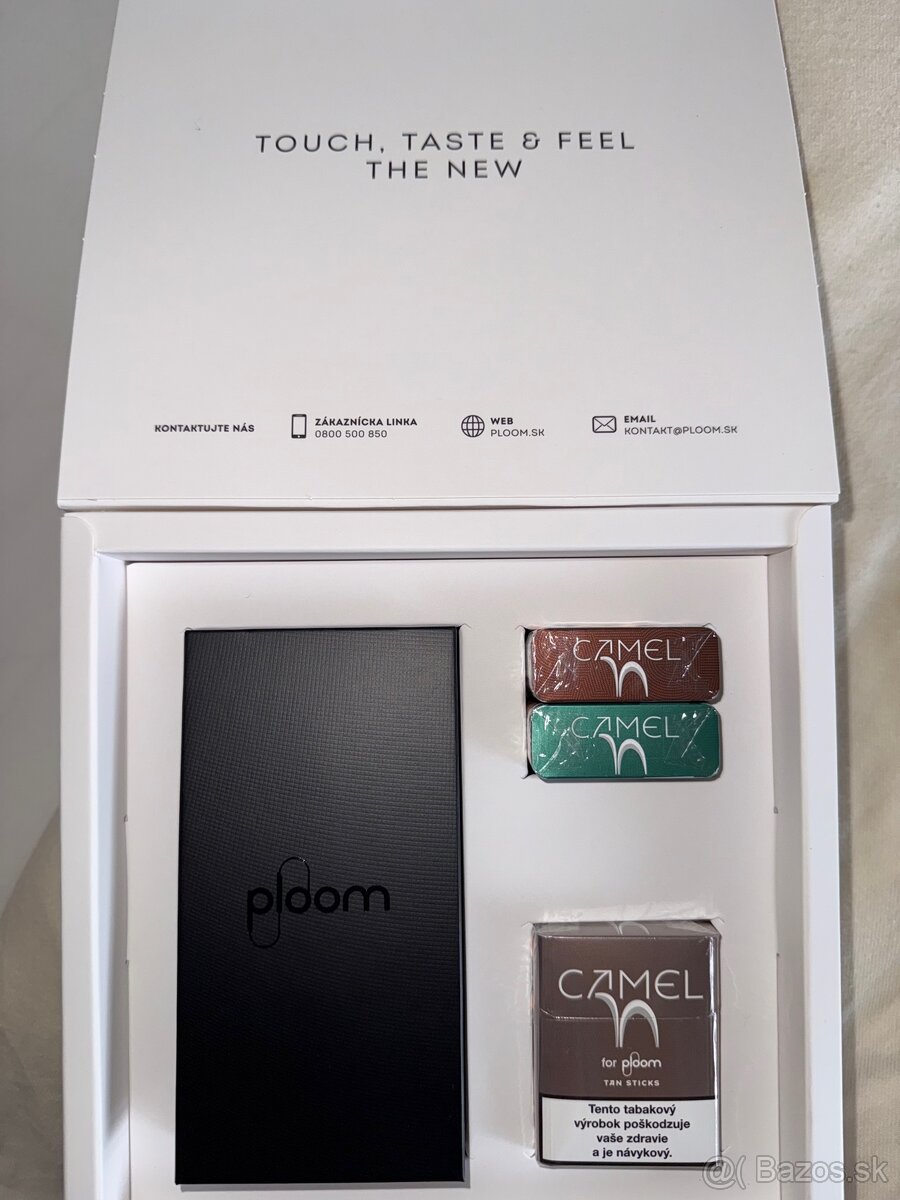 TOUCH, TASTE & FEEL
THE NEW
KONTAKTUJTE NÁS
ZÁKAZNÍCKA LINKA
0800 500 850
WEB
PLOOM.SK
EMAIL
KONTAKT@PLOOM.SK
CAMEL
CAMEL
ploom
CAMEL
for ploom
TAN STICKS
Tento tabakový
výrobok poškodzuje
vaše zdravie
a je návykový.
@( Bazos.sk